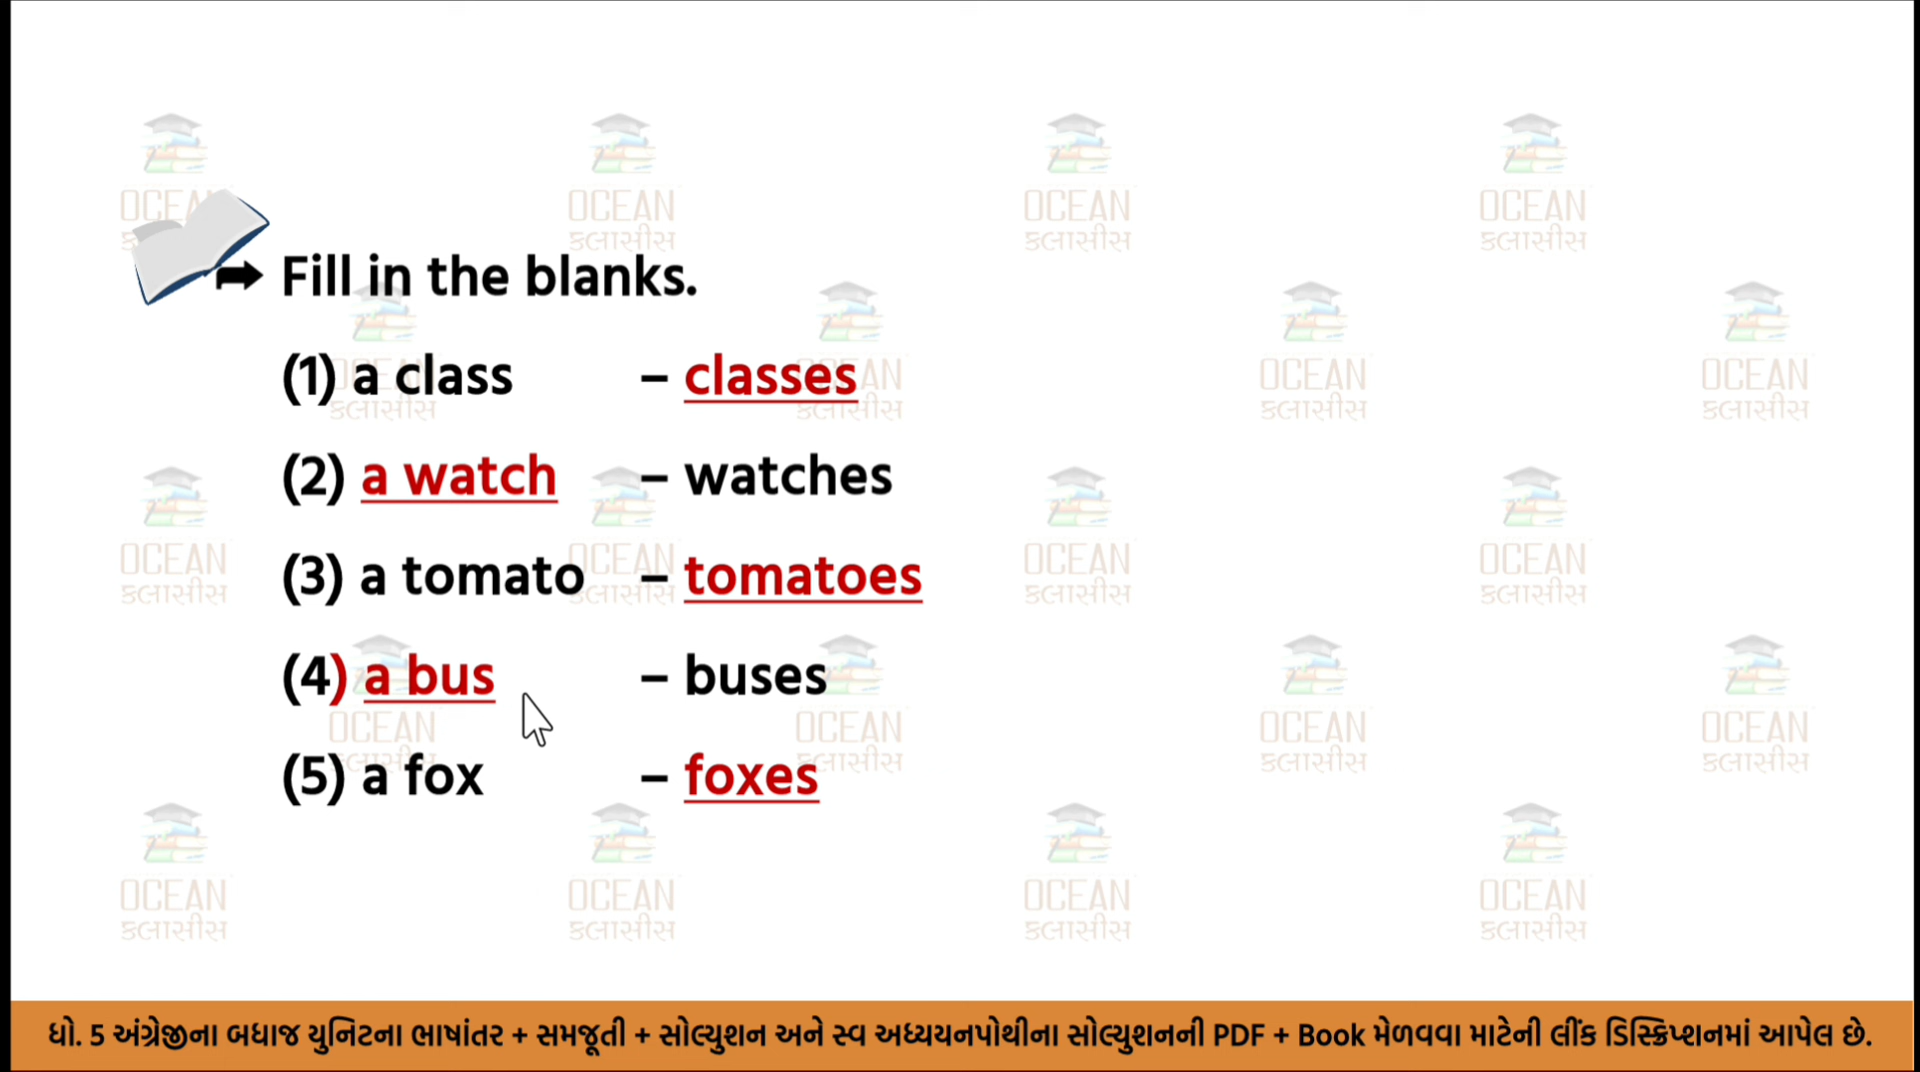 Fill in the blanks.
(1) a class – classes
(2) a watch – watches
(3) a tomato – tomatoes
(4) a bus – buses
(5) a fox – foxes
OCEAN
ક્લાસીસ
ધો. 5 અંગ્રેજીના બધાજ યુનિટના ભાષાંતર + સમજૂતી + સોલ્યુશન અને સ્વ અધ્યયનપોથીના સોલ્યુશનની PDF + Book મેળવવા માટેની લીંક ડિસ્ક્રિપ્શનમાં આપેલ છે.